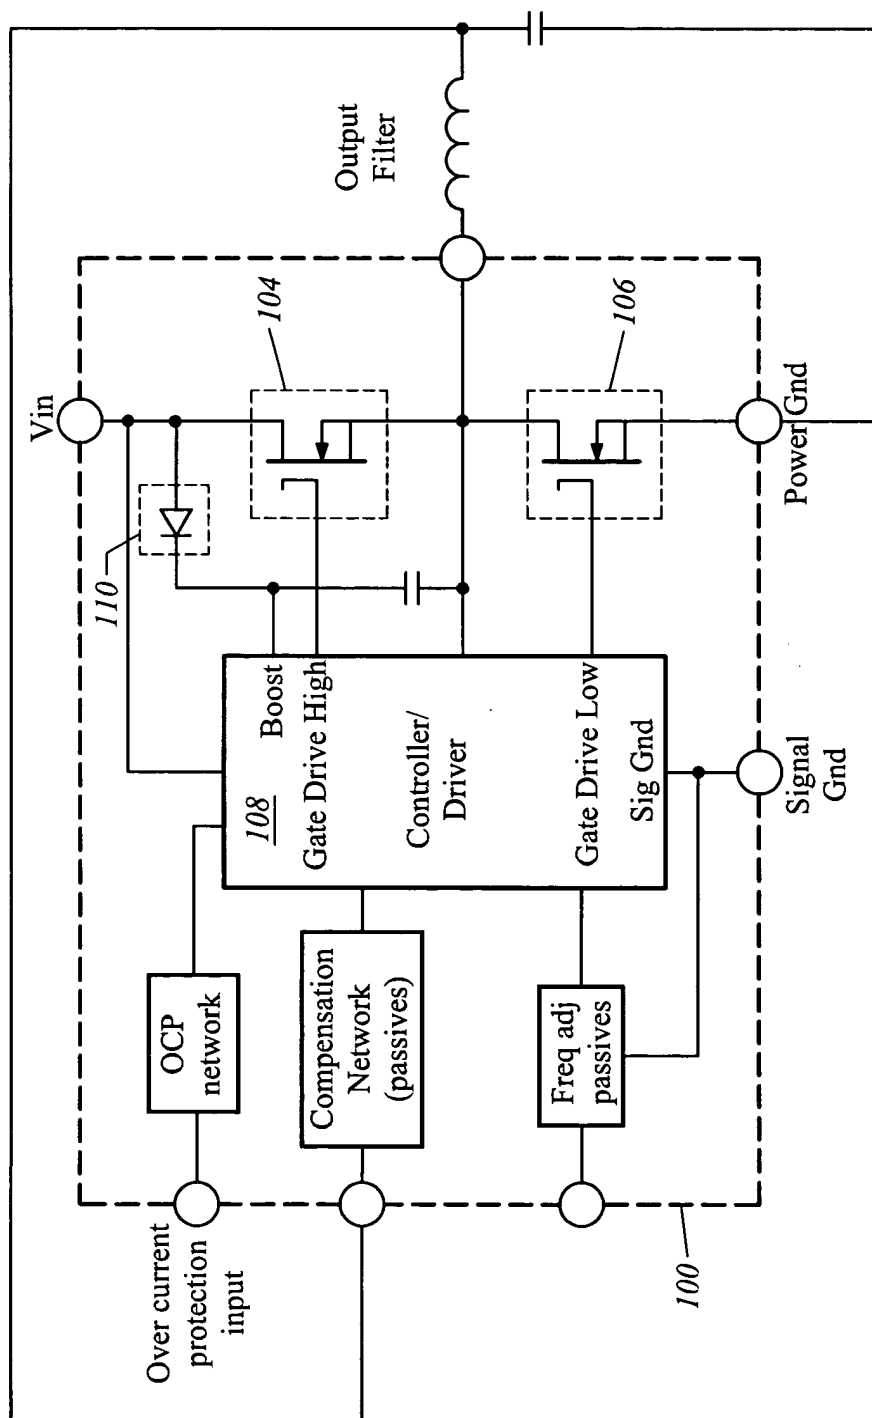 Over current
protection
input
OCP
network
Compensation
Network
(passives)
Freq adj
passives
100
108
Boost
Gate Drive High
Controller/
Driver
Gate Drive Low
Sig Gnd
Signal
Gnd
110
Vin
104
106
Power Gnd
Output
Filter